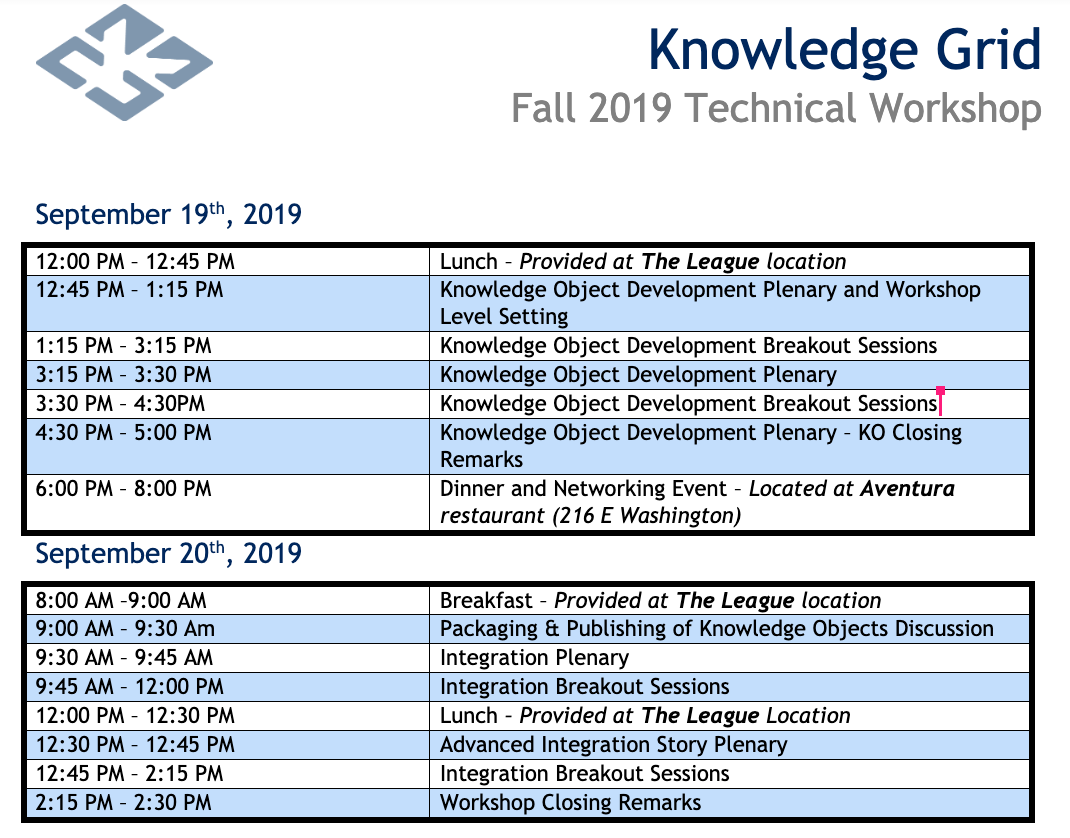 Knowledge Grid
Fall 2019 Technical Workshop
September 19th, 2019
12:00 PM – 12:45 PM Lunch – Provided at The League location
12:45 PM – 1:15 PM Knowledge Object Development Plenary and Workshop
Level Setting
1:15 PM – 3:15 PM Knowledge Object Development Breakout Sessions
3:15 PM – 3:30 PM Knowledge Object Development Plenary
3:30 PM – 4:30PM Knowledge Object Development Breakout Sessions
4:30 PM – 5:00 PM Knowledge Object Development Plenary – KO Closing
Remarks
6:00 PM – 8:00 PM Dinner and Networking Event – Located at Aventura
restaurant (216 E Washington)
September 20th, 2019
8:00 AM –9:00 AM Breakfast – Provided at The League location
9:00 AM – 9:30 Am Packaging & Publishing of Knowledge Objects Discussion
9:30 AM – 9:45 AM Integration Plenary
9:45 AM – 12:00 PM Integration Breakout Sessions
12:00 PM – 12:30 PM Lunch – Provided at The League Location
12:30 PM – 12:45 PM Advanced Integration Story Plenary
12:45 PM – 2:15 PM Integration Breakout Sessions
2:15 PM – 2:30 PM Workshop Closing Remarks